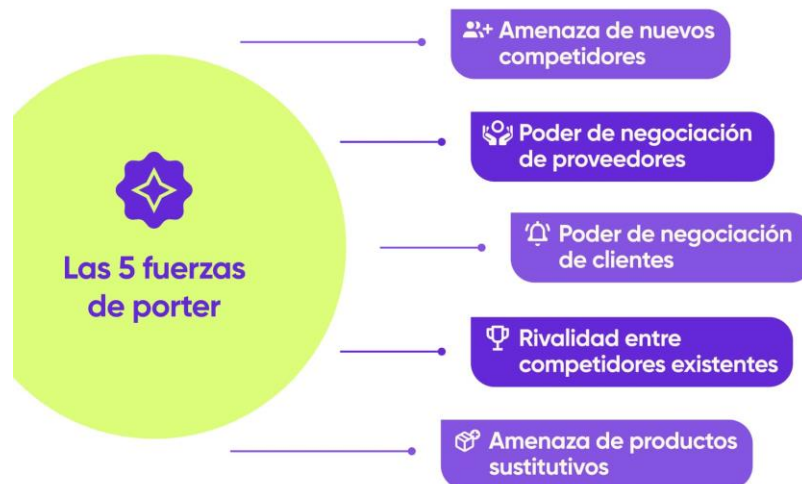 Amenaza de nuevos
competidores
Poder de negociación
de proveedores
Las 5 fuerzas
de porter
Poder de negociación
de clientes
Rivalidad entre
competidores existentes
Amenaza de productos
sustitutivos